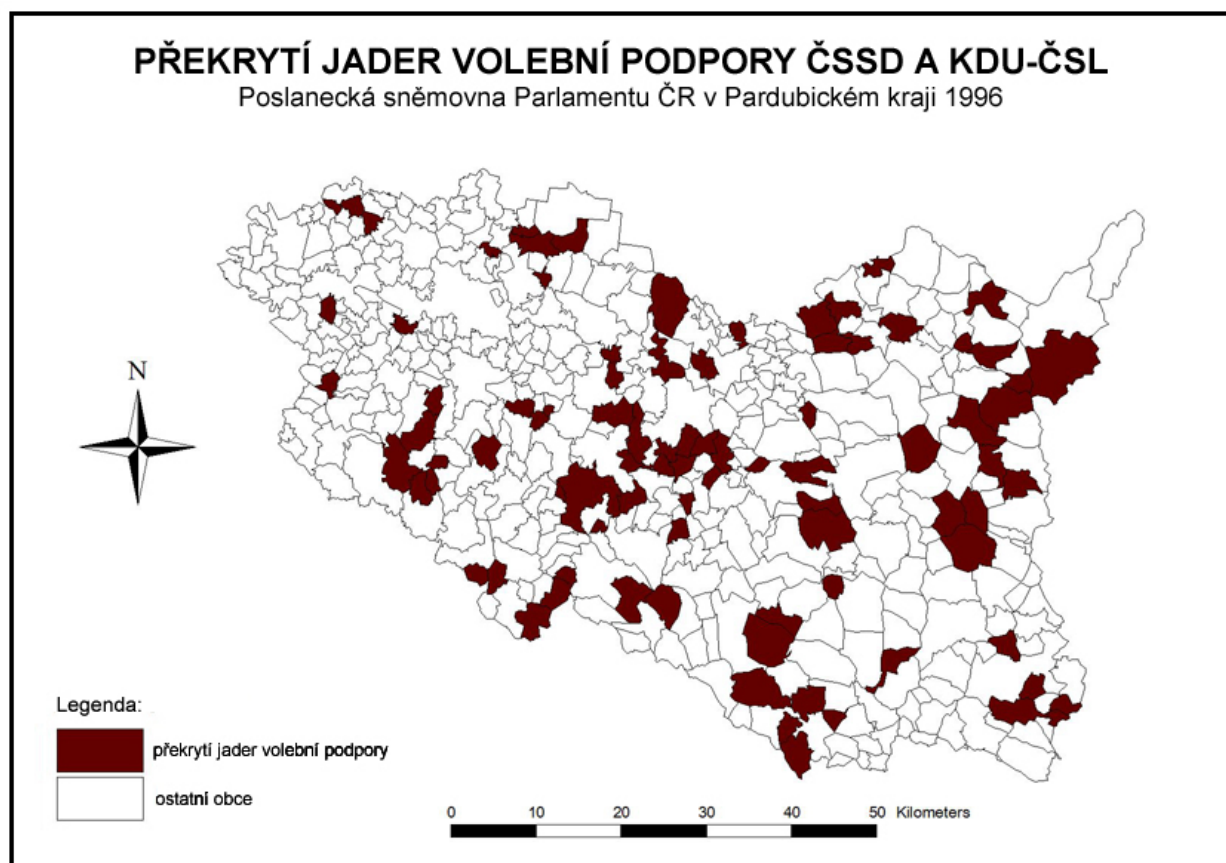 PŘEKRYTÍ JADER VOLEBNÍ PODPORY ČSSD A KDU-ČSL
Poslanecká sněmovna Parlamentu ČR v Pardubickém kraji 1996
N
Legenda:
překrytí jader volební podpory
ostatní obce
0 10 20 30 40 50 Kilometers